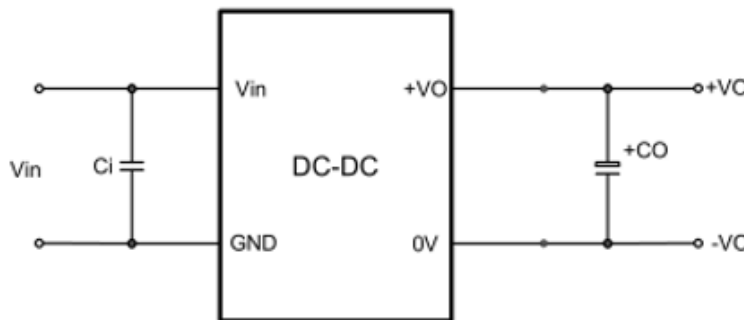 Vin
+VO
+VO
Vin
Ci
DC-DC
+CO
GND
0V
-VO